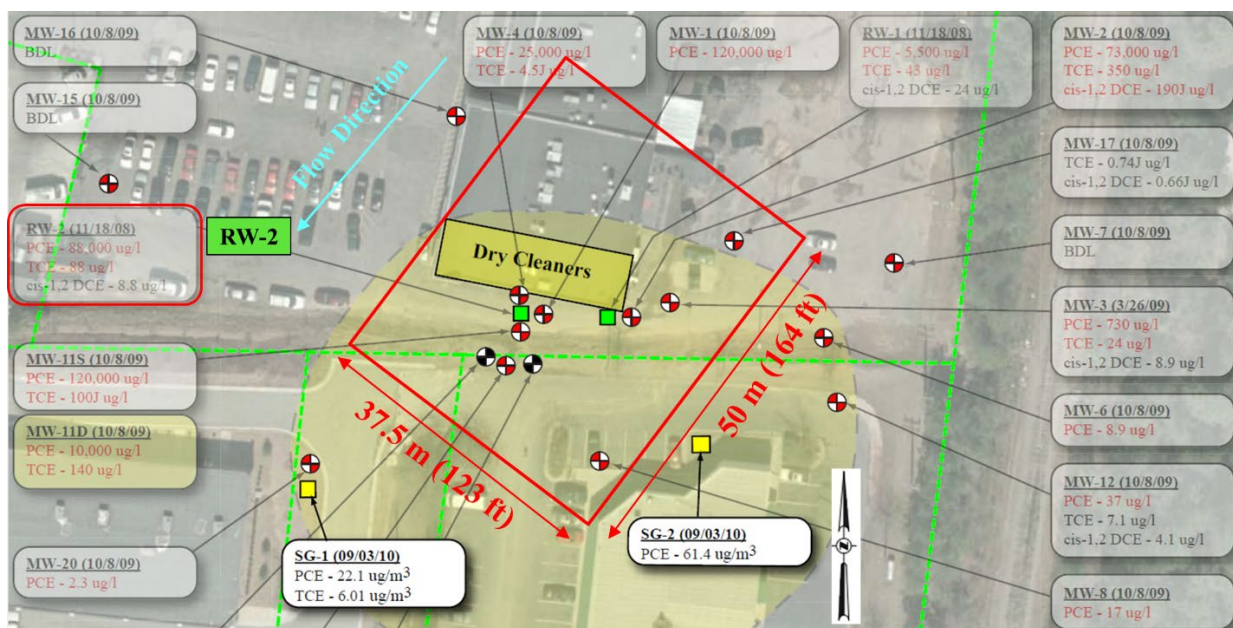 MW-16 (10/8/09)
BDL
MW-15 (10/8/09)
BDL
RW-2 (11/18/08)
PCE - 88,000 ug/l
TCE - 88 ug/l
cis-1,2 DCE - 8.8 ug/l
MW-11S (10/8/09)
PCE - 120,000 ug/l
TCE - 100J ug/l
MW-11D (10/8/09)
PCE - 10,000 ug/l
TCE - 140 ug/l
MW-20 (10/8/09)
PCE - 2.3 ug/l
Flow Direction
RW-2
MW-4 (10/8/09)
PCE - 25,000 ug/l
TCE - 4.5J ug/l
MW-1 (10/8/09)
PCE - 120,000 ug/l
Dry Cleaners
37.5 m (123 ft)
50 m (164 ft)
SG-1 (09/03/10)
PCE - 22.1 ug/m³
TCE - 6.01 ug/m³
SG-2 (09/03/10)
PCE - 61.4 ug/m³
N
RW-1 (11/18/08)
PCE - 5,500 ug/l
TCE - 43 ug/l
cis-1,2 DCE - 24 ug/l
MW-2 (10/8/09)
PCE - 73,000 ug/l
TCE - 350 ug/l
cis-1,2 DCE - 190J ug/l
MW-17 (10/8/09)
TCE - 0.74J ug/l
cis-1,2 DCE - 0.66J ug/l
MW-7 (10/8/09)
BDL
MW-3 (3/26/09)
PCE - 730 ug/l
TCE - 24 ug/l
cis-1,2 DCE - 8.9 ug/l
MW-6 (10/8/09)
PCE - 8.9 ug/l
MW-12 (10/8/09)
PCE - 37 ug/l
TCE - 7.1 ug/l
cis-1,2 DCE - 4.1 ug/l
MW-8 (10/8/09)
PCE - 17 ug/l